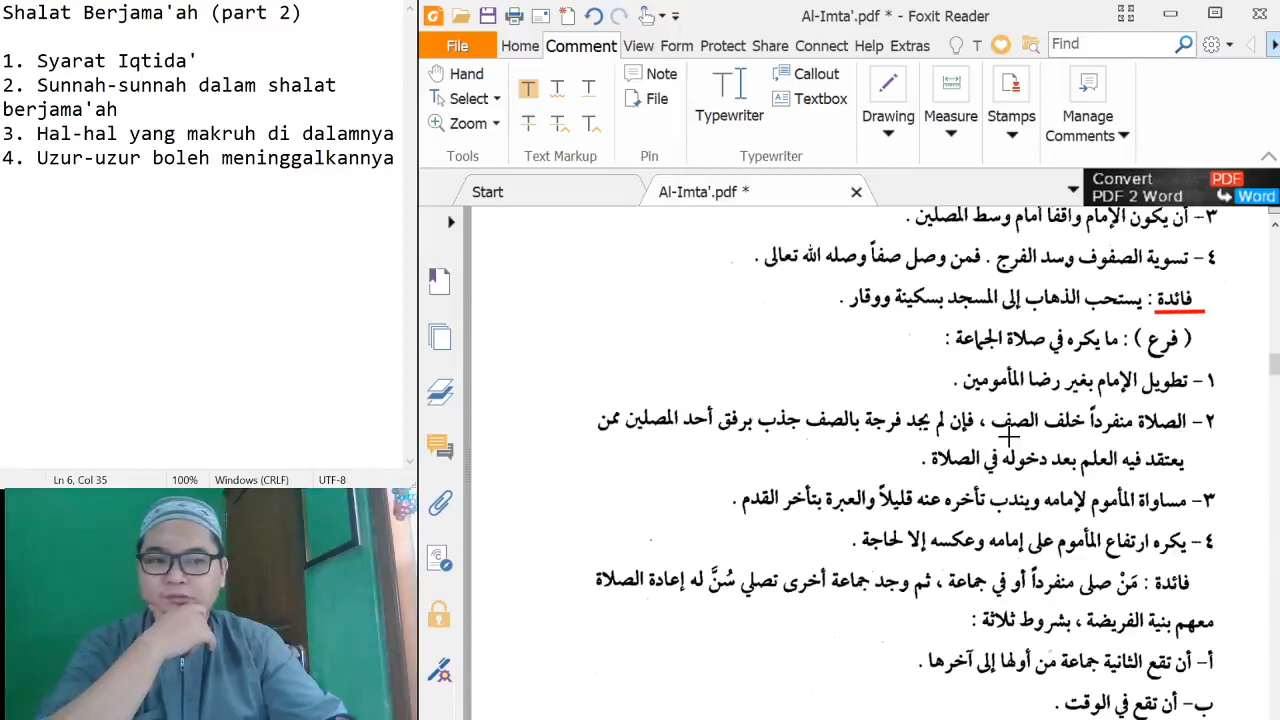 Shalat Berjama'ah (part 2)
1. Syarat Iqtida'
2. Sunnah-sunnah dalam shalat
berjama'ah
3. Hal-hal yang makruh di dalamnya
4. Uzur-uzur boleh meninggalkannya
Ln 6, Col 35 100% Windows (CRLF) UTF-8
Al-Imta'.pdf * - Foxit Reader
File Home Comment View Form Protect Share Connect Help Extras Find
Hand
Select
Zoom
Tools
Text Markup
Note
File
Pin
Typewriter
Callout
Textbox
Typewriter
Drawing
Measure
Stamps
Manage
Comments
Start
Al-Imta'.pdf *
Convert PDF
PDF 2 Word Word
٣- أن يكون الإمام واقفا أمام وسط المصلين .
٤- تسوية الصفوف وسد الفرج . فمن وصل صفاً وصله الله تعالى .
فائدة : يستحب الذهاب إلى المسجد بسكينة ووقار .
( فرع ) : ما يكره في صلاة الجماعة :
١- تطويل الإمام بغير رضا المأمومين .
٢- الصلاة منفرداً خلف الصف ، فإن لم يجد فرجة بالصف جذب برفق أحد المصلين ممن
يعتقد فيه العلم بعد دخوله في الصلاة .
٣- مساواة المأموم لإمامه ويندب تأخره عنه قليلاً والعبرة بتأخر القدم .
٤- يكره ارتفاع المأموم على إمامه وعكسه إلا لحاجة .
فائدة : مَنْ صلى منفرداً أو في جماعة ، ثم وجد جماعة أخرى تصلي سُنَّ له إعادة الصلاة
معهم بنية الفريضة ، بشروط ثلاثة :
أ- أن تقع الثانية جماعة من أولها إلى آخرها .
ب- أن تقع في الوقت .